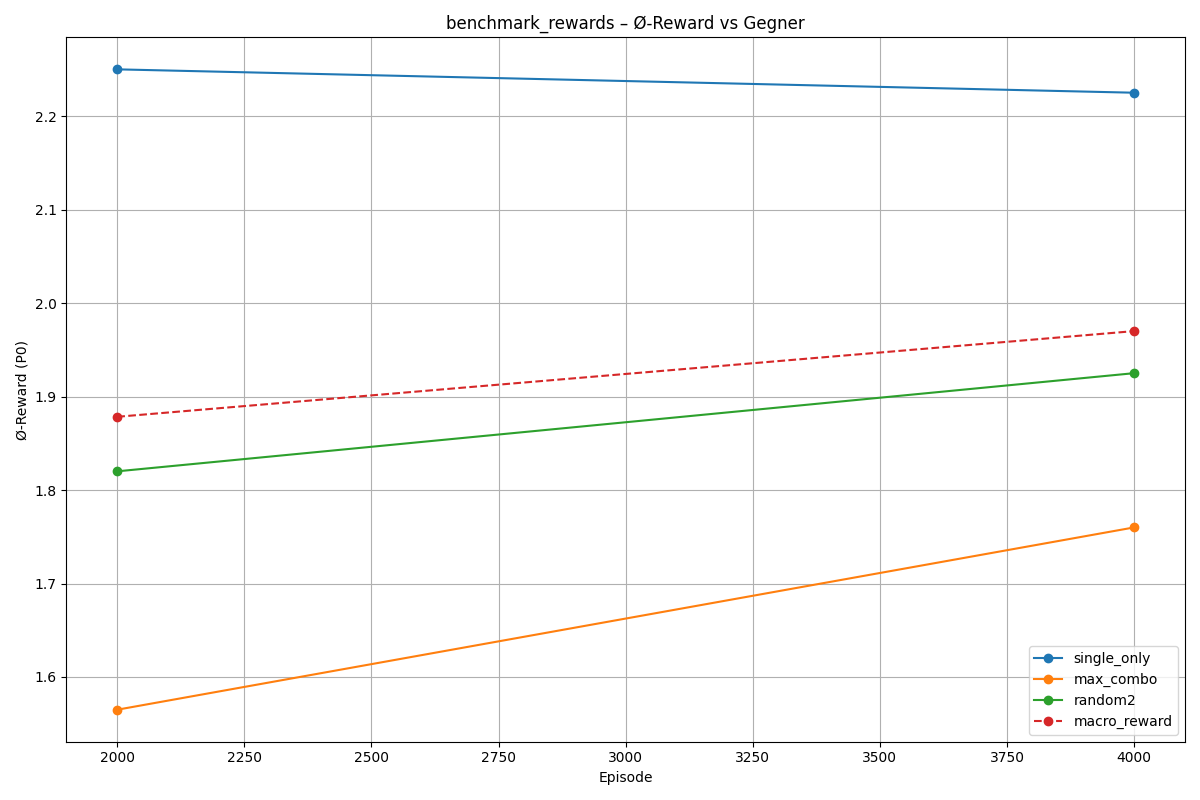 benchmark_rewards – Ø-Reward vs Gegner
Ø-Reward (P0)
2.2
2.1
2.0
1.9
1.8
1.7
1.6
2000 2250 2500 2750 3000 3250 3500 3750 4000
Episode
single_only
max_combo
random2
macro_reward